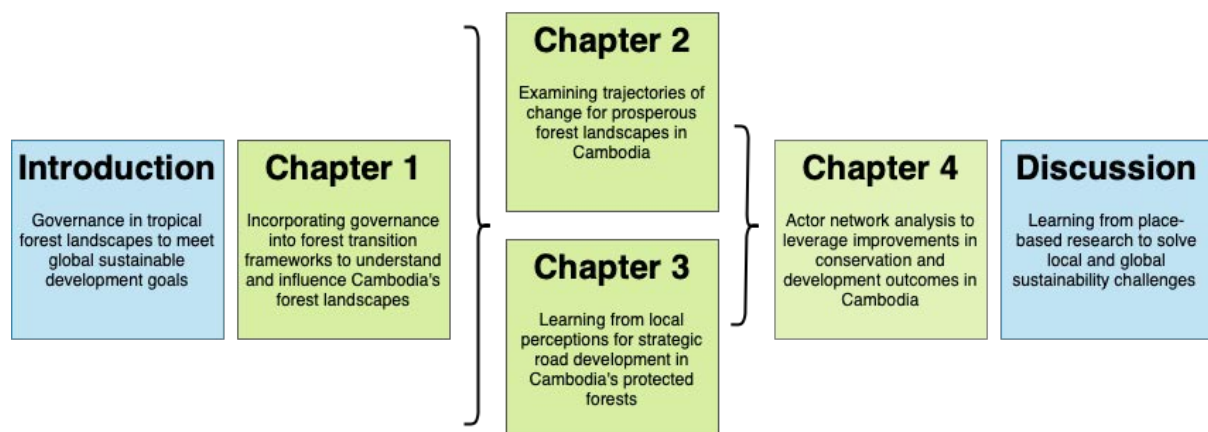 Introduction
Governance in tropical
forest landscapes to meet
global sustainable
development goals
Chapter 1
Incorporating governance
into forest transition
frameworks to understand
and influence Cambodia's
forest landscapes
Chapter 2
Examining trajectories of
change for prosperous
forest landscapes in
Cambodia
Chapter 3
Learning from local
perceptions for strategic
road development in
Cambodia's protected
forests
Chapter 4
Actor network analysis to
leverage improvements in
conservation and
development outcomes in
Cambodia
Discussion
Learning from place-
based research to solve
local and global
sustainability challenges